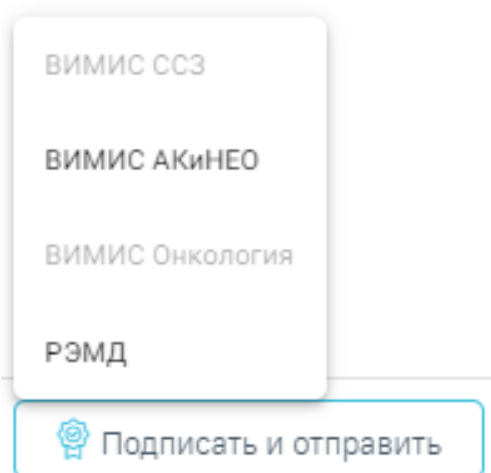 ВИМИС ССЗ
ВИМИС АКиНЕО
ВИМИС Онкология
РЭМД
Подписать и отправить